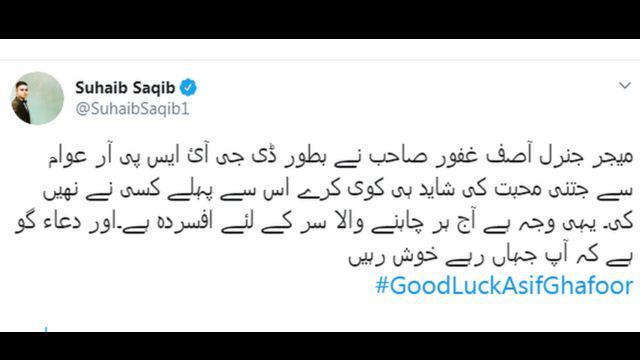 Suhaib Saqib
@SuhaibSaqib1
میجر جنرل آصف غفور صاحب نے بطور ڈی جی آئ ایس پی آر عوام
سے جتنی محبت کی شاید ہی کوی کرے اس سے پہلے کسی نے نھیں
کی۔ یہی وجہ ہے آج ہر چاہنے والا سر کے لئے افسردہ ہے۔اور دعاء گو
ہے کہ آپ جہاں رہے خوش رہیں
#GoodLuckAsifGhafoor